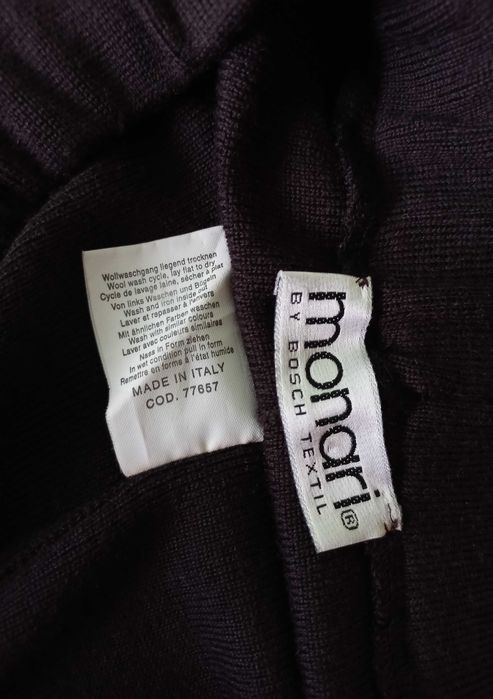 Wollwaschgang liegend trocknen
Wool wash cycle, lay flat to dry
Cycle de lavage laine, sécher à plat
Von links Waschen und Bügeln
Wash and iron inside out
Laver et repasser à l'envers
Mit ähnlichen Farben waschen
Wash with similar colours
Laver avec couleurs similaires
Nass in Form ziehen
In wet condition pull in form
Remettre en forme à l'état humide
MADE IN ITALY
COD. 77657
monari®
BY BOSCH TEXTIL